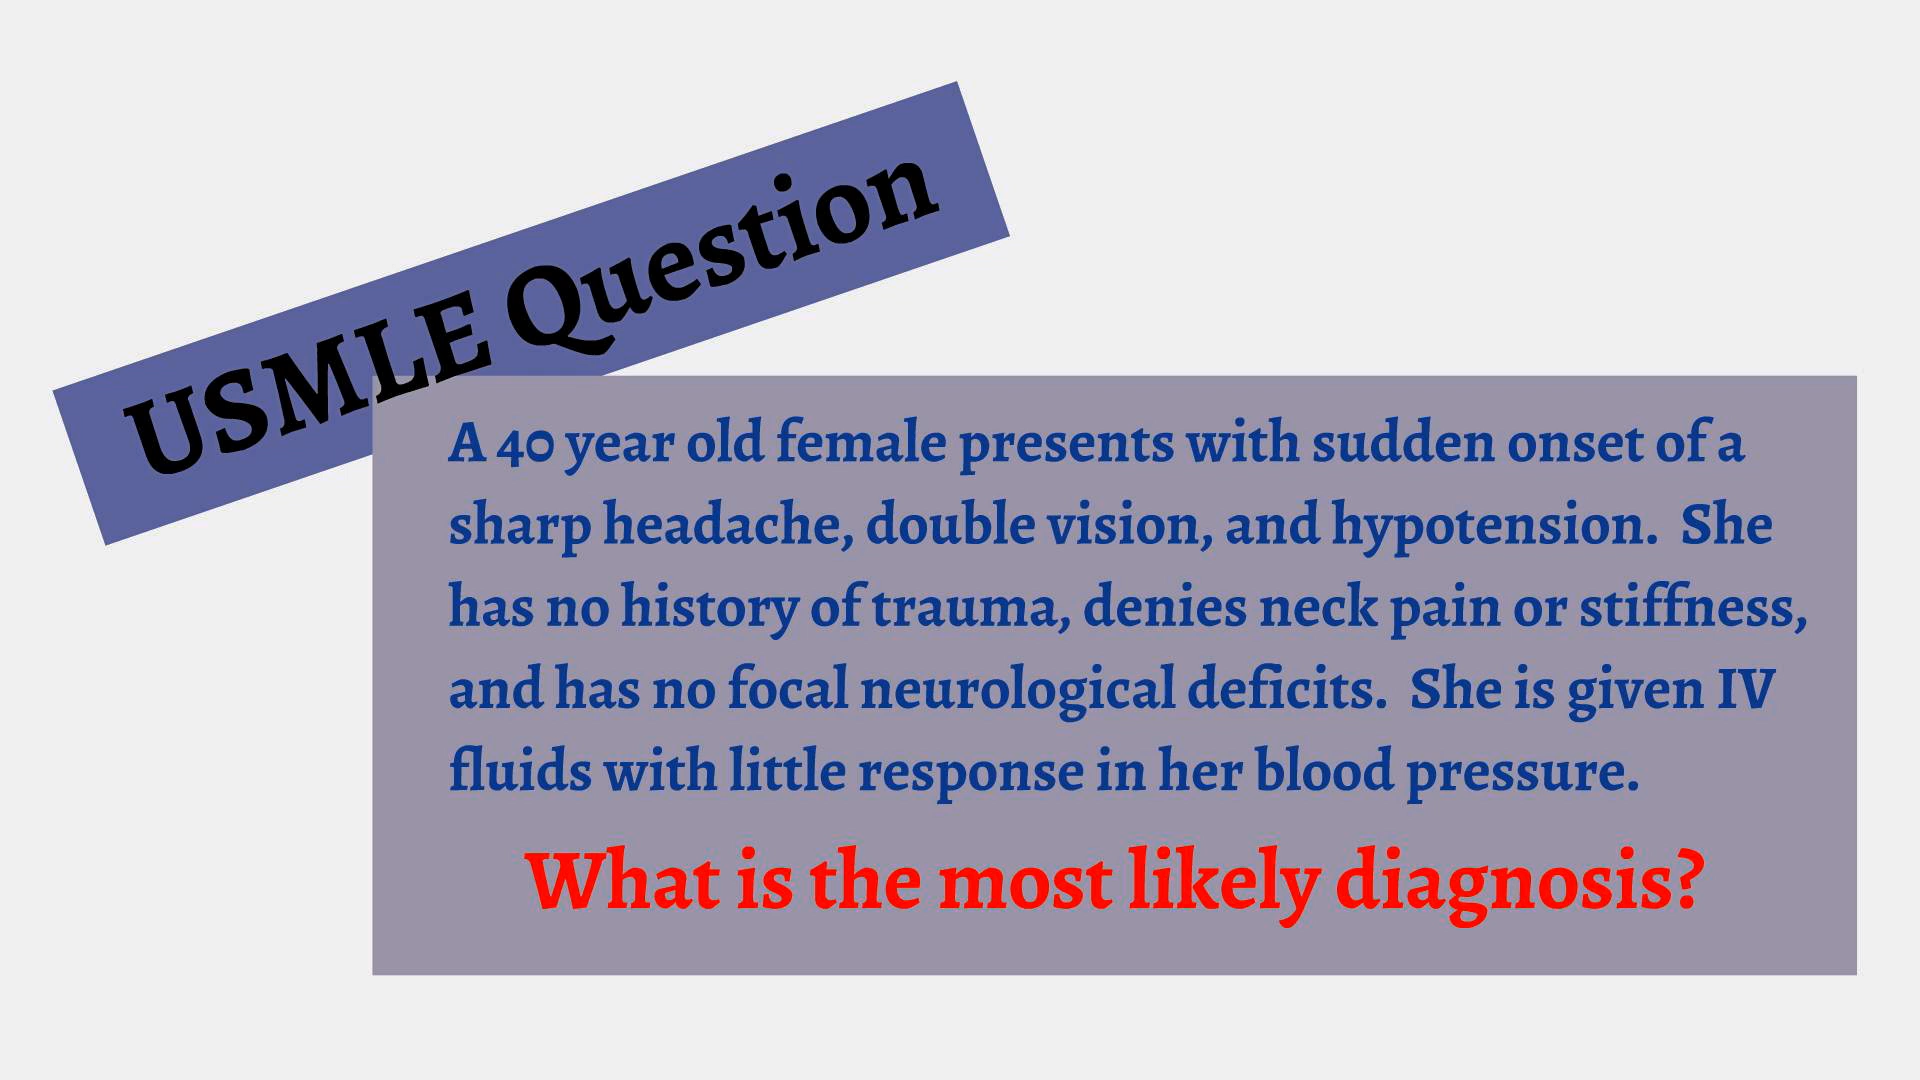 USMLE Question
A 40 year old female presents with sudden onset of a
sharp headache, double vision, and hypotension. She
has no history of trauma, denies neck pain or stiffness,
and has no focal neurological deficits. She is given IV
fluids with little response in her blood pressure.
What is the most likely diagnosis?